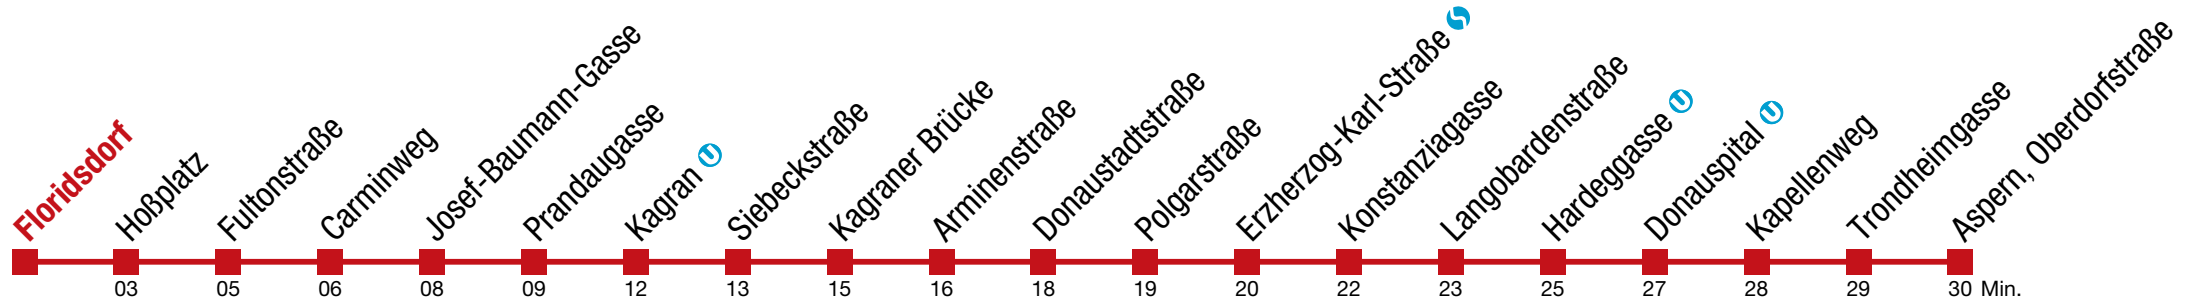 Floridsdorf
Hoßplatz
Fultonstraße
Carminweg
Josef-Baumann-Gasse
Prandaugasse
Kagran U
Siebeckstraße
Kagraner Brücke
Arminenstraße
Donaustadtstraße
Polgarstraße
Erzherzog-Karl-Straße S
Konstanziagasse
Langobardenstraße
Hardeggasse U
Donauspital U
Kapellenweg
Trondheimgasse
Aspern, Oberdorfstraße
03 05 06 08 09 12 13 15 16 18 19 20 22 23 25 27 28 29 30 Min.